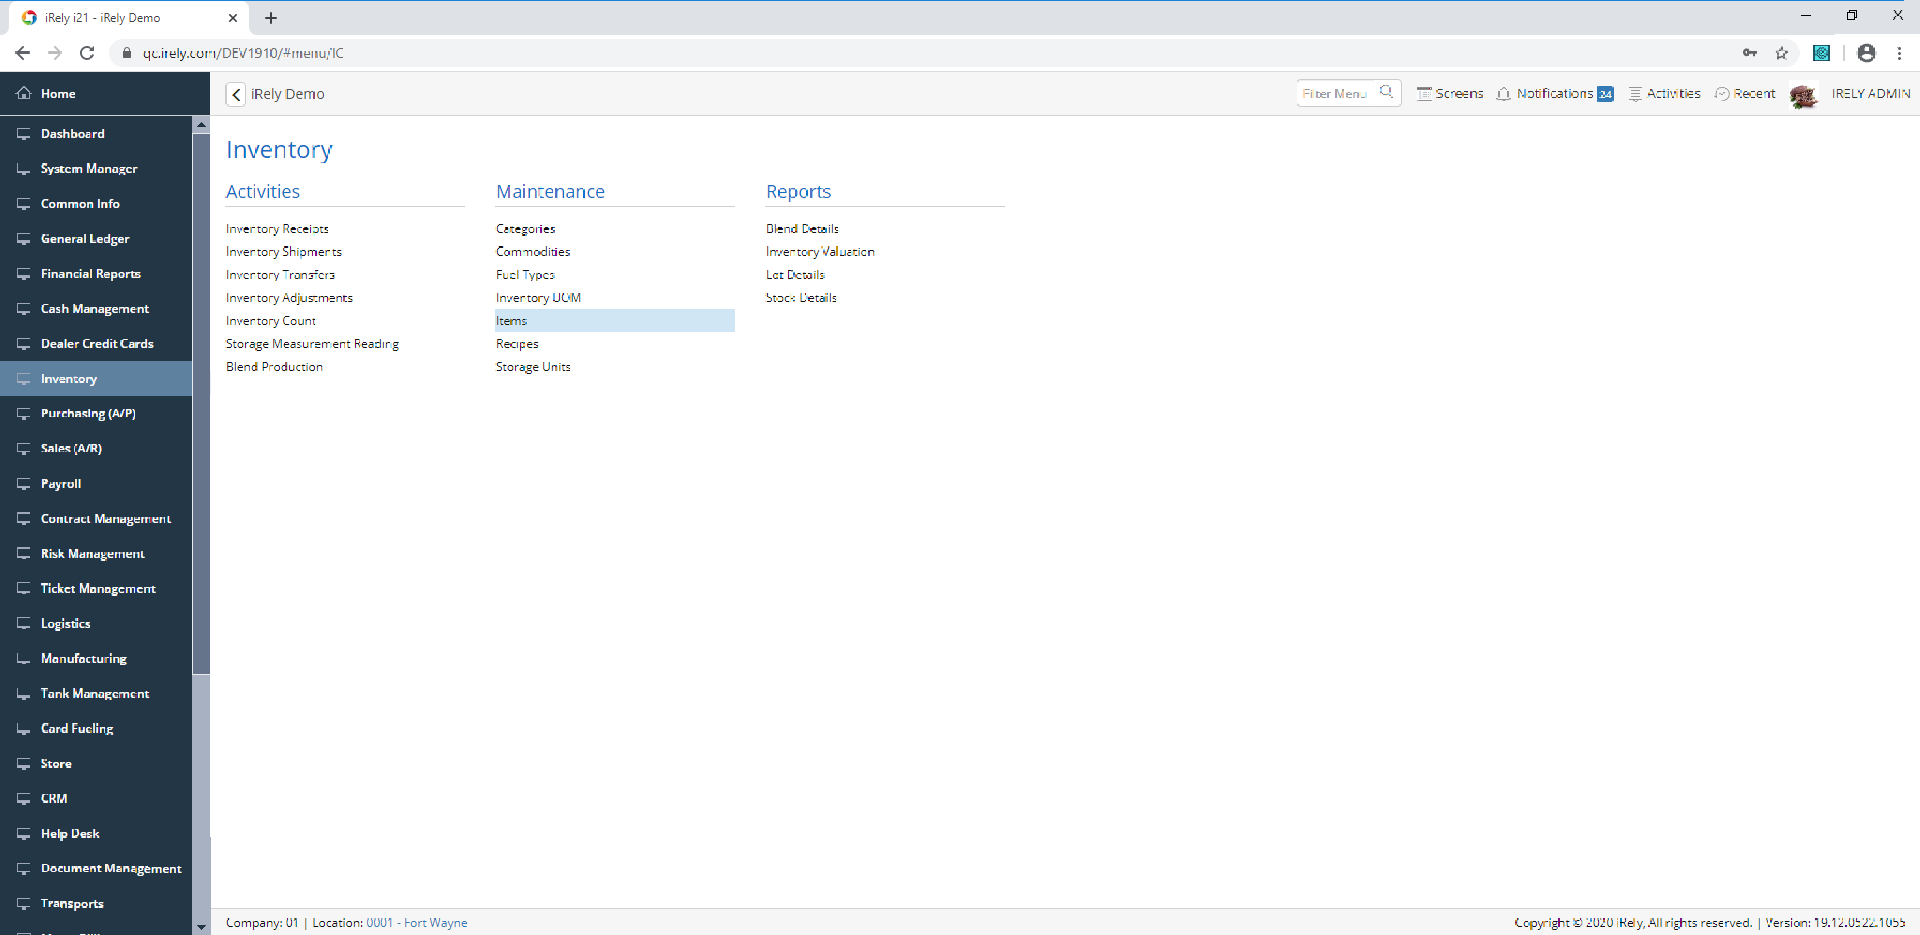 iRely i21 - iRely Demo
qc.irely.com/DEV1910/#menu/IC
Home
iRely Demo
Filter Menu
Screens
Notifications 24
Activities
Recent
IRELY ADMIN
Dashboard
System Manager
Common Info
General Ledger
Financial Reports
Cash Management
Dealer Credit Cards
Inventory
Purchasing (A/P)
Sales (A/R)
Payroll
Contract Management
Risk Management
Ticket Management
Logistics
Manufacturing
Tank Management
Card Fueling
Store
CRM
Help Desk
Document Management
Transports
Inventory
Activities
Inventory Receipts
Inventory Shipments
Inventory Transfers
Inventory Adjustments
Inventory Count
Storage Measurement Reading
Blend Production
Maintenance
Categories
Commodities
Fuel Types
Inventory UOM
Items
Recipes
Storage Units
Reports
Blend Details
Inventory Valuation
Lot Details
Stock Details
Company: 01 | Location: 0001 - Fort Wayne
Copyright © 2020 iRely, All rights reserved. | Version: 19.12.0522.1055